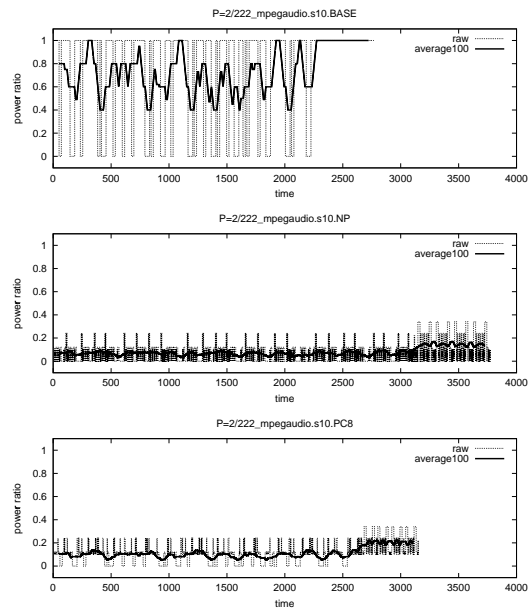 P=2/222_mpegaudio.s10.BASE
raw
average100
1
0.8
0.6
0.4
0.2
0
power ratio
0 500 1000 1500 2000 2500 3000 3500 4000
time
P=2/222_mpegaudio.s10.NP
raw
average100
1
0.8
0.6
0.4
0.2
0
power ratio
0 500 1000 1500 2000 2500 3000 3500 4000
time
P=2/222_mpegaudio.s10.PC8
raw
average100
1
0.8
0.6
0.4
0.2
0
power ratio
0 500 1000 1500 2000 2500 3000 3500 4000
time